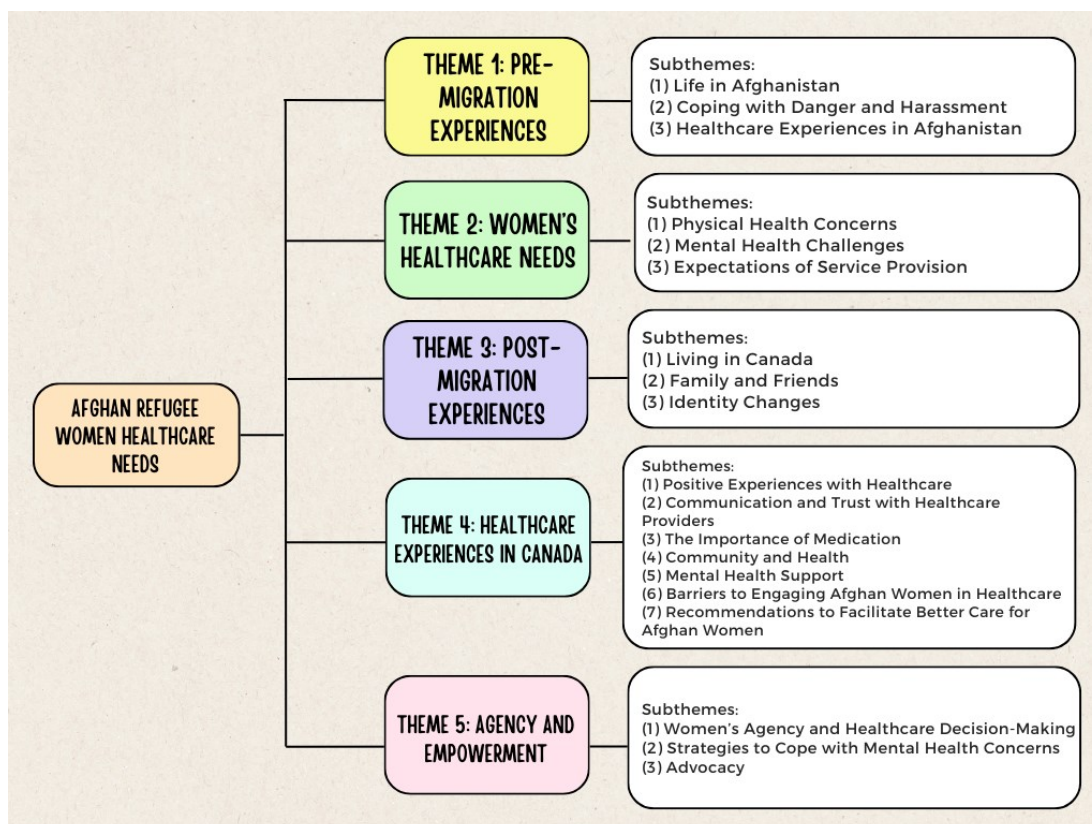 THEME 1: PRE-
MIGRATION
EXPERIENCES
Subthemes:
(1) Life in Afghanistan
(2) Coping with Danger and Harassment
(3) Healthcare Experiences in Afghanistan
THEME 2: WOMEN'S
HEALTHCARE NEEDS
Subthemes:
(1) Physical Health Concerns
(2) Mental Health Challenges
(3) Expectations of Service Provision
THEME 3: POST-
MIGRATION
EXPERIENCES
Subthemes:
(1) Living in Canada
(2) Family and Friends
(3) Identity Changes
AFGHAN REFUGEE
WOMEN HEALTHCARE
NEEDS
THEME 4: HEALTHCARE
EXPERIENCES IN CANADA
Subthemes:
(1) Positive Experiences with Healthcare
(2) Communication and Trust with Healthcare
Providers
(3) The Importance of Medication
(4) Community and Health
(5) Mental Health Support
(6) Barriers to Engaging Afghan Women in Healthcare
(7) Recommendations to Facilitate Better Care for
Afghan Women
THEME 5: AGENCY AND
EMPOWERMENT
Subthemes:
(1) Women's Agency and Healthcare Decision-Making
(2) Strategies to Cope with Mental Health Concerns
(3) Advocacy